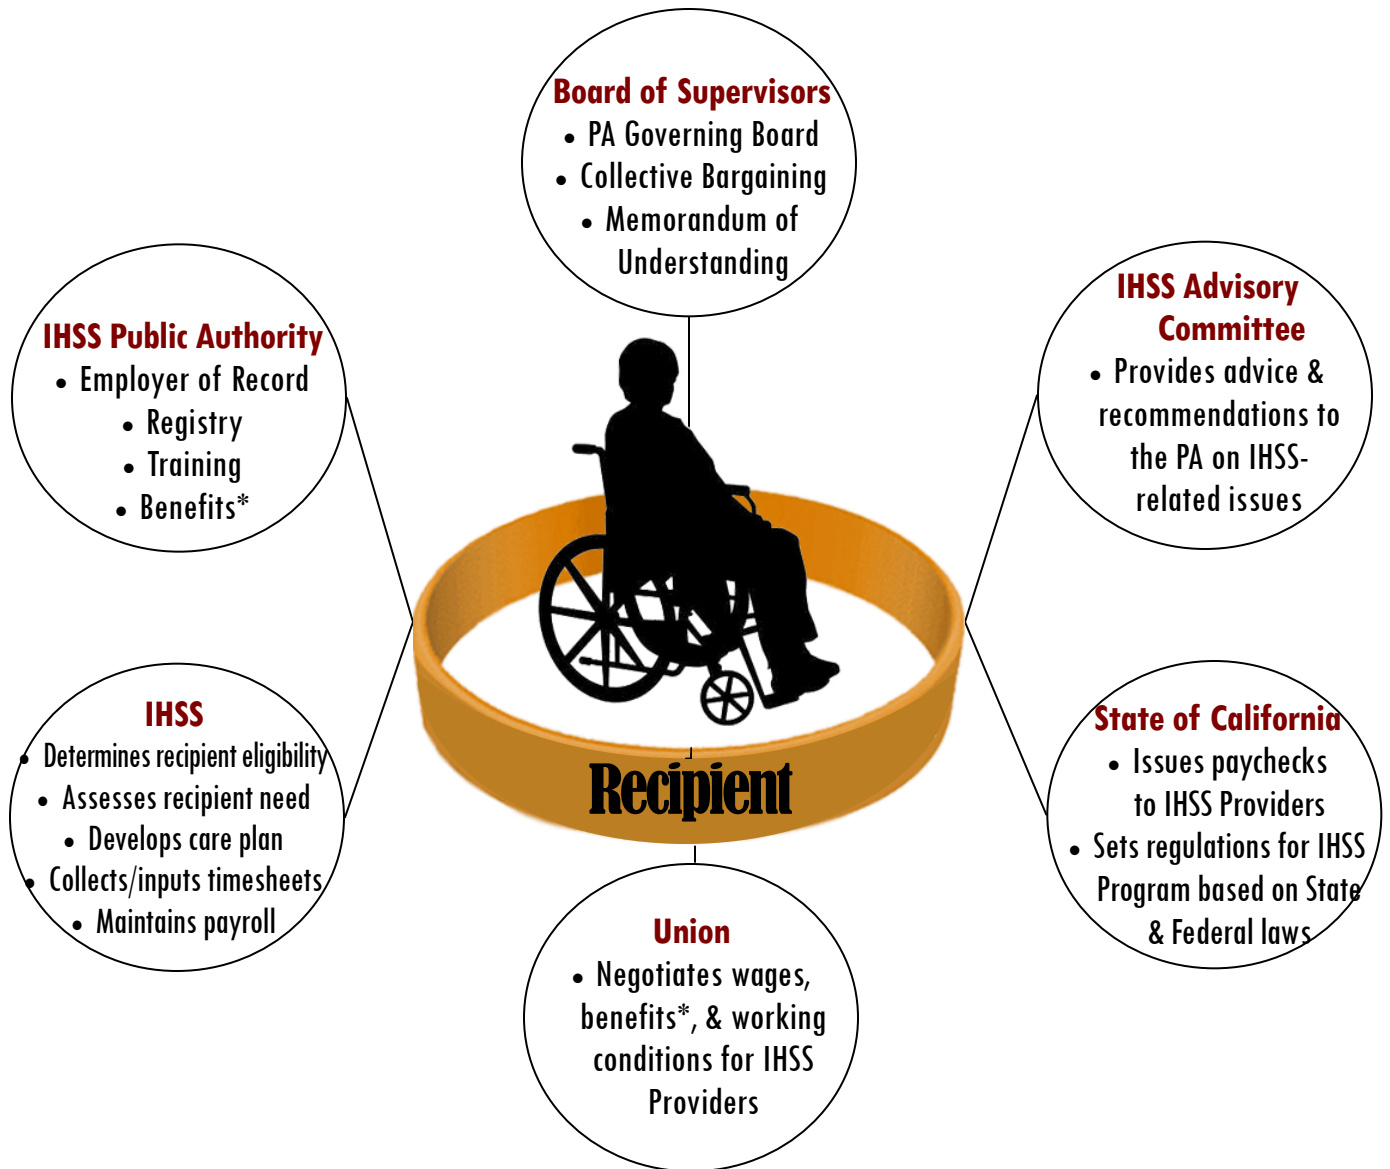 Board of Supervisors
• PA Governing Board
• Collective Bargaining
• Memorandum of
Understanding
IHSS Public Authority
• Employer of Record
• Registry
• Training
• Benefits*
IHSS Advisory
Committee
• Provides advice &
recommendations to
the PA on IHSS-
related issues
IHSS
• Determines recipient eligibility
• Assesses recipient need
• Develops care plan
• Collects/inputs timesheets
• Maintains payroll
Recipient
State of California
• Issues paychecks
to IHSS Providers
• Sets regulations for IHSS
Program based on State
& Federal laws
Union
• Negotiates wages,
benefits*, & working
conditions for IHSS
Providers